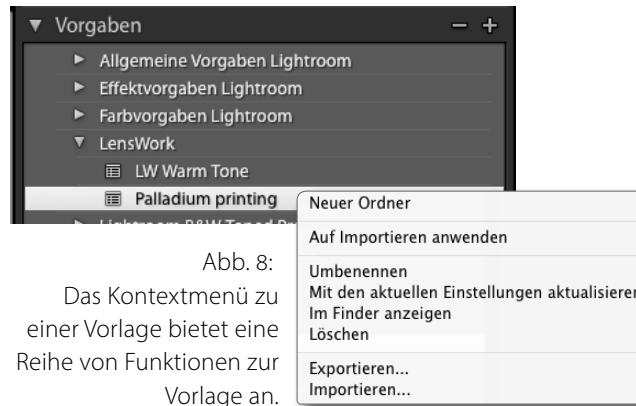 Vorgaben − +
Allgemeine Vorgaben Lightroom
Effektvorgaben Lightroom
Farbvorgaben Lightroom
LensWork
LW Warm Tone
Palladium printing
Neuer Ordner
Auf Importieren anwenden
Umbenennen
Mit den aktuellen Einstellungen aktualisieren
Im Finder anzeigen
Löschen
Exportieren...
Importieren...
Abb. 8:
Das Kontextmenü zu
einer Vorlage bietet eine
Reihe von Funktionen zur
Vorlage an.